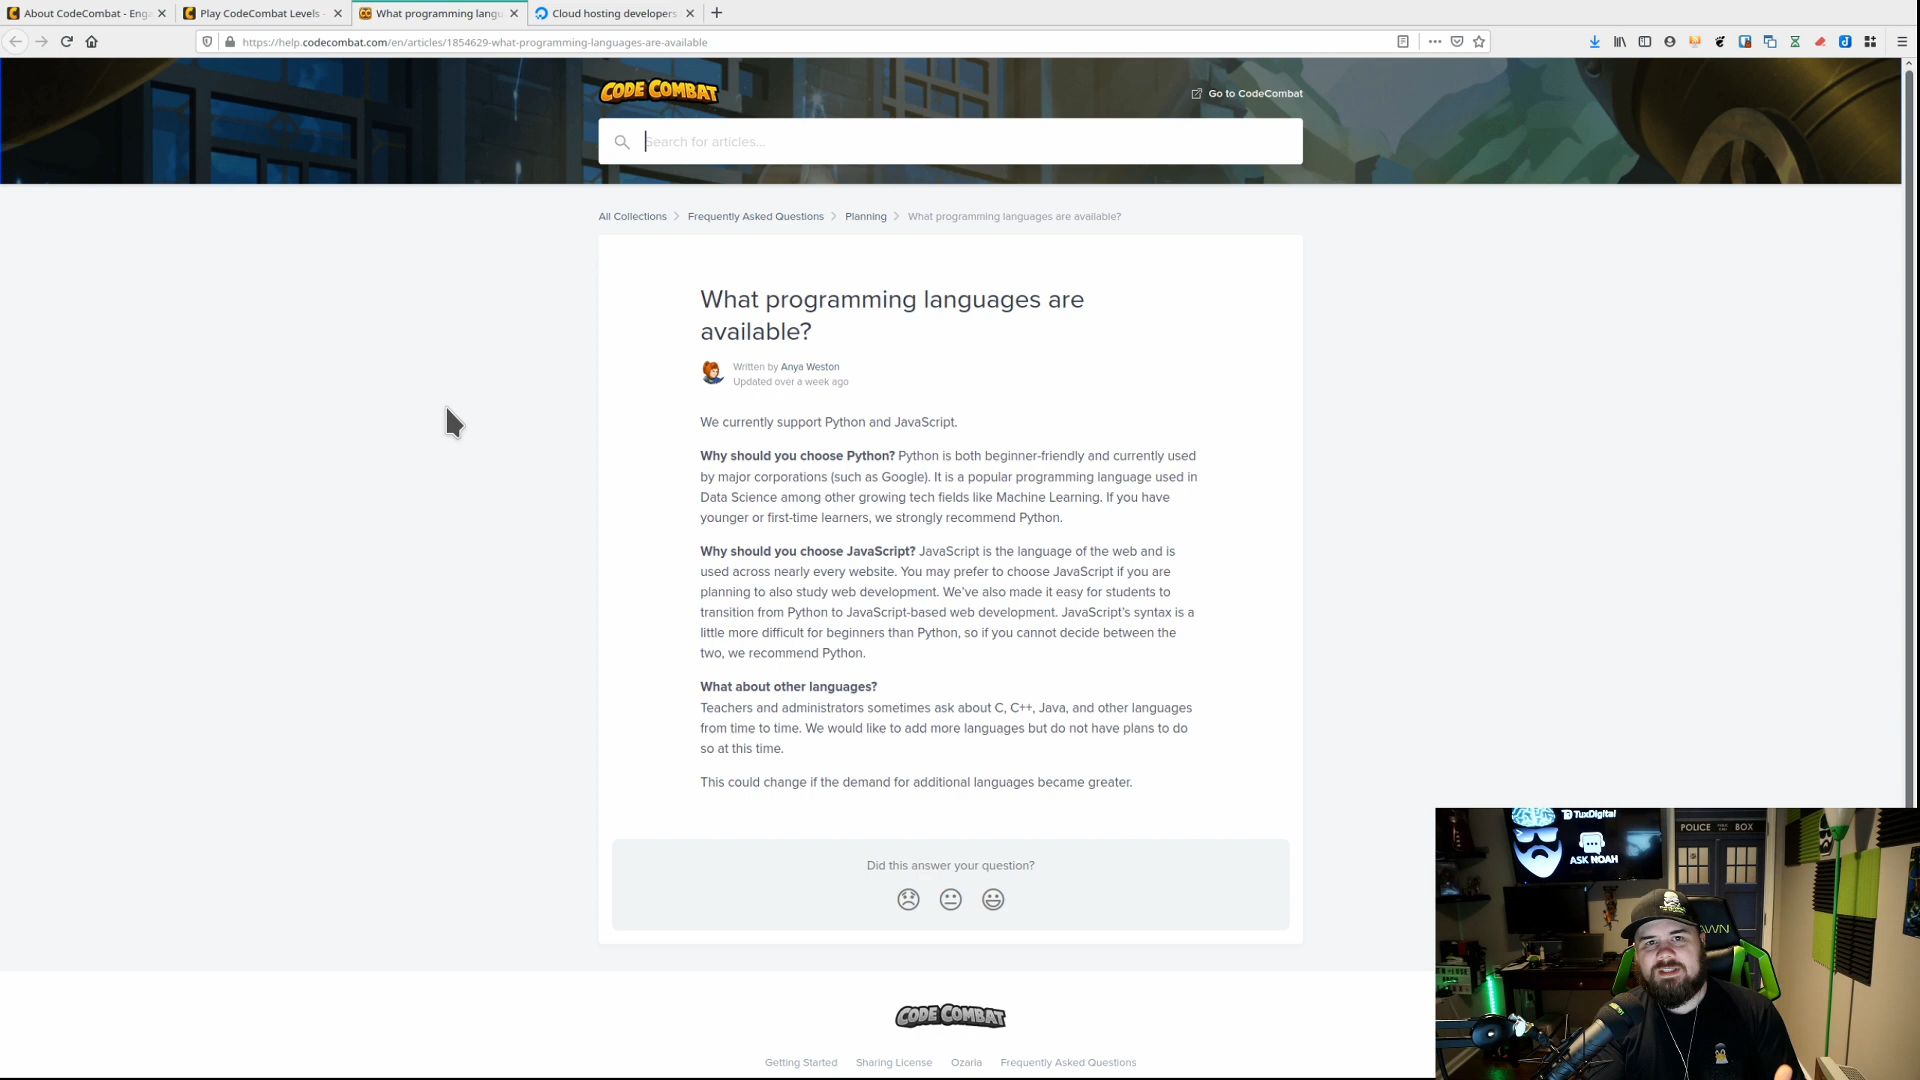 About CodeCombat - Enga
Play CodeCombat Levels -
What programming langu
Cloud hosting developers
https://help.codecombat.com/en/articles/1854629-what-programming-languages-are-available
CODE COMBAT
Go to CodeCombat
Search for articles...
All Collections
Frequently Asked Questions
Planning
What programming languages are available?
What programming languages are
available?
Written by Anya Weston
Updated over a week ago
We currently support Python and JavaScript.
Why should you choose Python? Python is both beginner-friendly and currently used
by major corporations (such as Google). It is a popular programming language used in
Data Science among other growing tech fields like Machine Learning. If you have
younger or first-time learners, we strongly recommend Python.
Why should you choose JavaScript? JavaScript is the language of the web and is
used across nearly every website. You may prefer to choose JavaScript if you are
planning to also study web development. We've also made it easy for students to
transition from Python to JavaScript-based web development. JavaScript's syntax is a
little more difficult for beginners than Python, so if you cannot decide between the
two, we recommend Python.
What about other languages?
Teachers and administrators sometimes ask about C, C++, Java, and other languages
from time to time. We would like to add more languages but do not have plans to do
so at this time.
This could change if the demand for additional languages became greater.
Did this answer your question?
CODE COMBAT
Getting Started
Sharing License
Ozaria
Frequently Asked Questions
TuxDigital
ASK NOAH
POLICE BOX
AWN